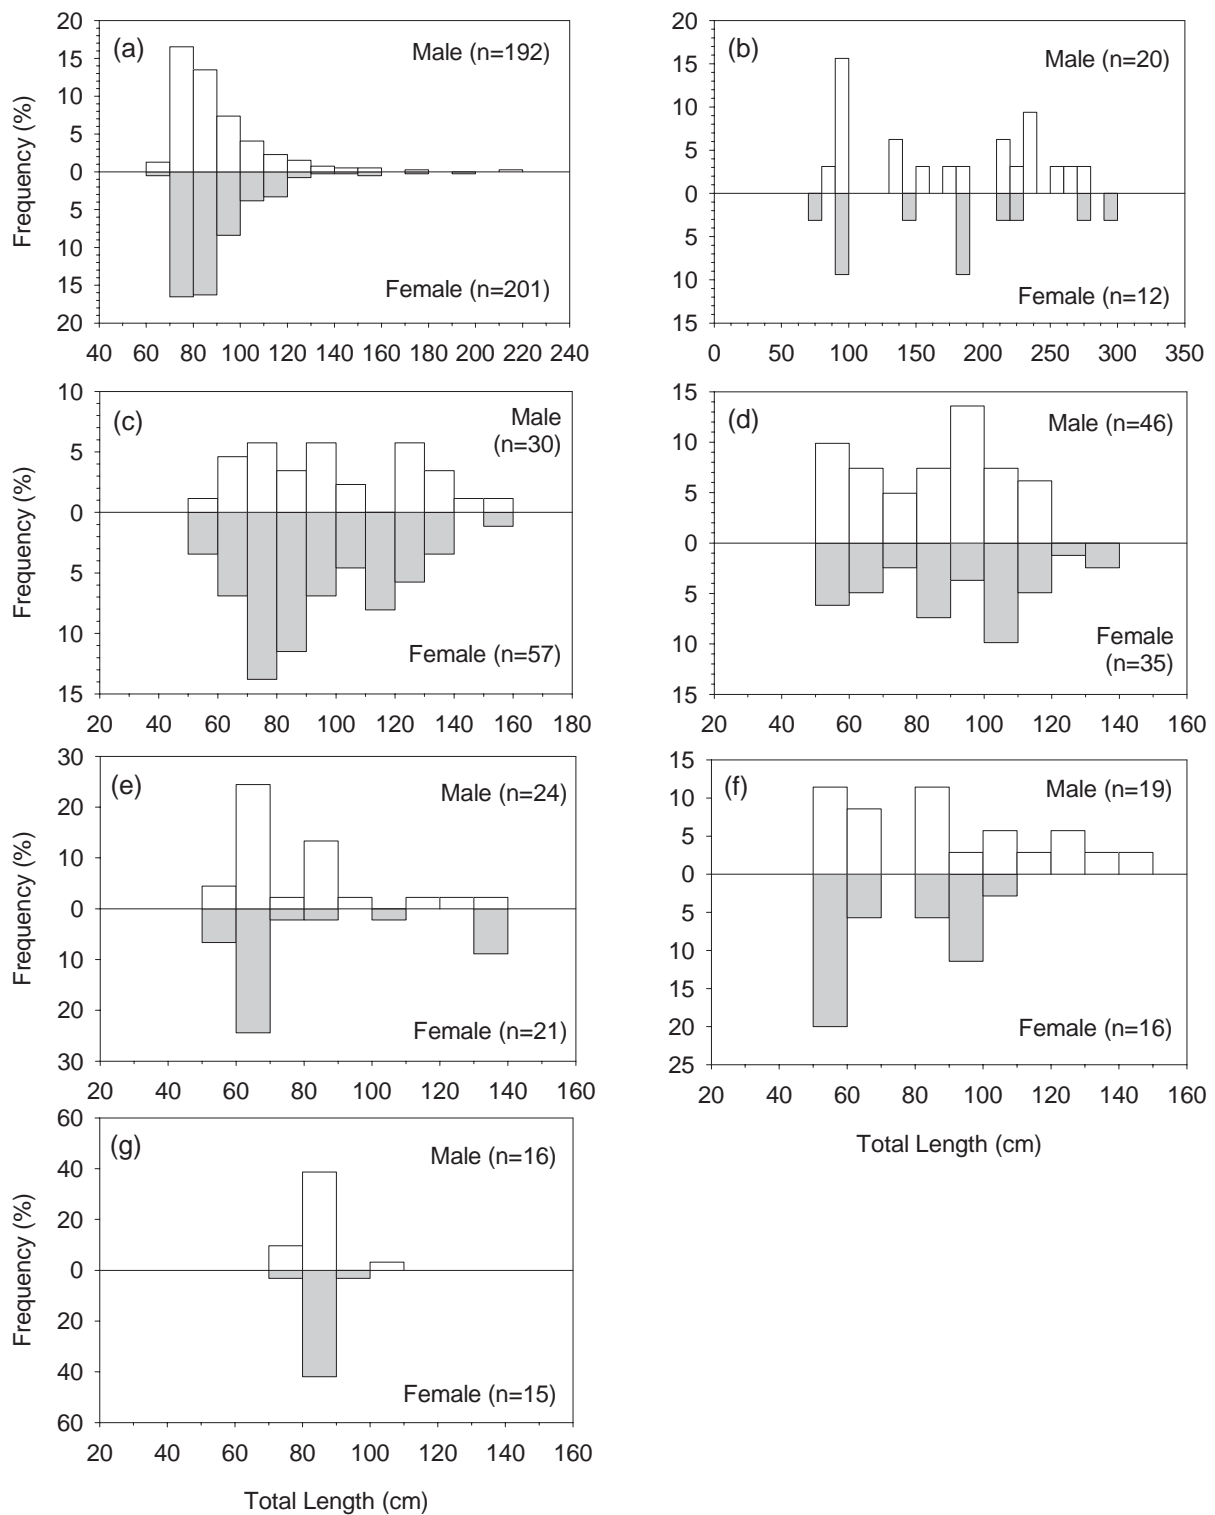 (a)
Male (n=192)
Female (n=201)
Frequency (%)
20
15
10
5
0
5
10
15
20
40 60 80 100 120 140 160 180 200 220 240
(b)
Male (n=20)
Female (n=12)
20
15
10
5
0
5
10
15
0 50 100 150 200 250 300 350
(c)
Male
(n=30)
Female (n=57)
Frequency (%)
10
5
0
5
10
15
20 40 60 80 100 120 140 160 180
(d)
Male (n=46)
Female
(n=35)
15
10
5
0
5
10
15
20 40 60 80 100 120 140 160
(e)
Male (n=24)
Female (n=21)
Frequency (%)
30
20
10
0
10
20
30
20 40 60 80 100 120 140 160
(f)
Male (n=19)
Female (n=16)
15
10
5
0
5
10
15
20
25
20 40 60 80 100 120 140 160
Total Length (cm)
(g)
Male (n=16)
Female (n=15)
Frequency (%)
60
40
20
0
20
40
60
20 40 60 80 100 120 140 160
Total Length (cm)